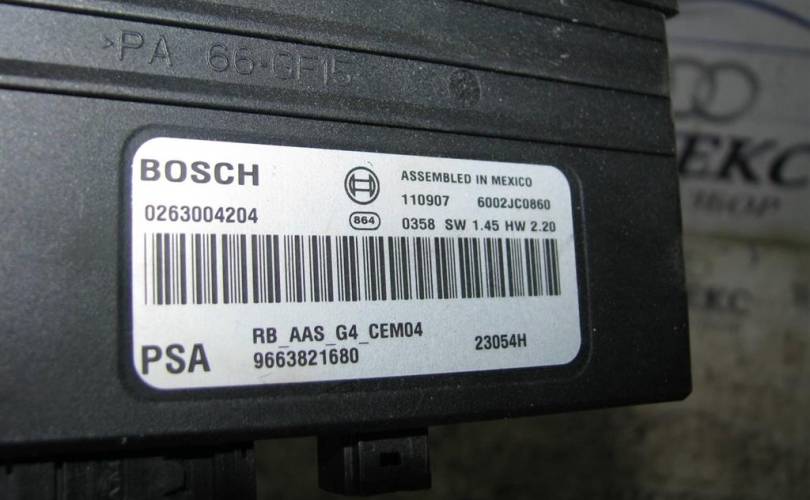 >PA 66-GF15
BOSCH
ASSEMBLED IN MEXICO
0263004204
110907 6002JC0860
864
0358 SW 1.45 HW 2.20
PSA
RB_AAS_G4_CEM04
9663821680
23054H